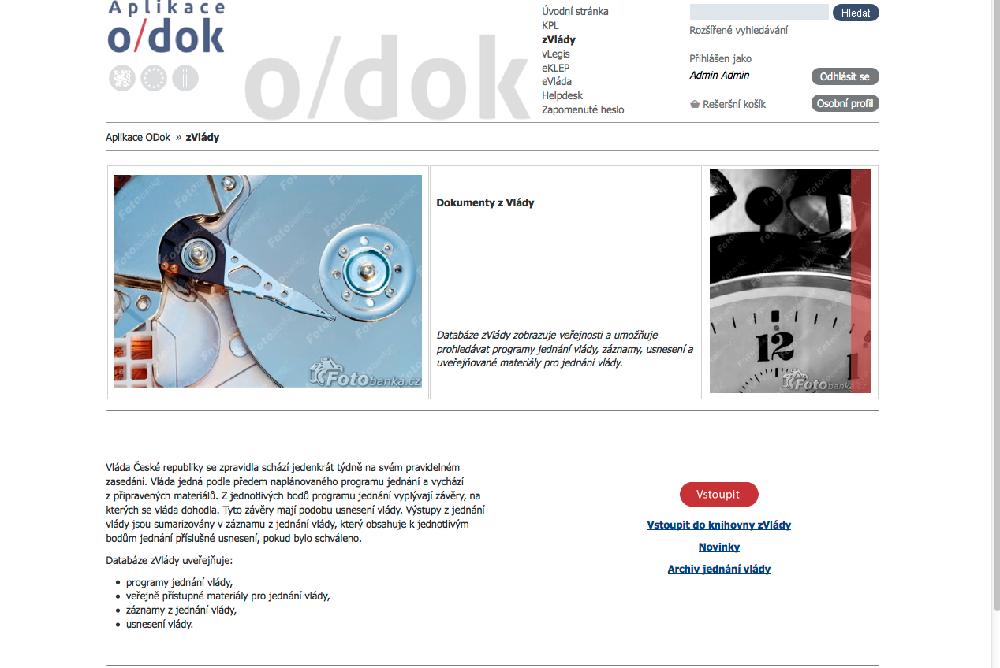 Aplikace
o/dok
o/dok
Úvodní stránka
KPL
zVlády
vLegis
eKLEP
eVláda
Helpdesk
Zapomenuté heslo
Hledat
Rozšířené vyhledávání
Přihlášen jako
Admin Admin
Odhlásit se
Rešeršní košík
Osobní profil
Aplikace ODok » zVlády
Dokumenty z Vlády
Databáze zVlády zobrazuje veřejnosti a umožňuje
prohledávat programy jednání vlády, záznamy, usnesení a
uveřejňované materiály pro jednání vlády.
Fotobanka.cz
12
1
Fotobanka.cz
Vláda České republiky se zpravidla schází jedenkrát týdně na svém pravidelném
zasedání. Vláda jedná podle předem naplánovaného programu jednání a vychází
z připravených materiálů. Z jednotlivých bodů programu jednání vyplývají závěry, na
kterých se vláda dohodla. Tyto závěry mají podobu usnesení vlády. Výstupy z jednání
vlády jsou sumarizovány v záznamu z jednání vlády, který obsahuje k jednotlivým
bodům jednání příslušné usnesení, pokud bylo schváleno.
Databáze zVlády uveřejňuje:
• programy jednání vlády,
• veřejně přístupné materiály pro jednání vlády,
• záznamy z jednání vlády,
• usnesení vlády.
Vstoupit
Vstoupit do knihovny zVlády
Novinky
Archiv jednání vlády